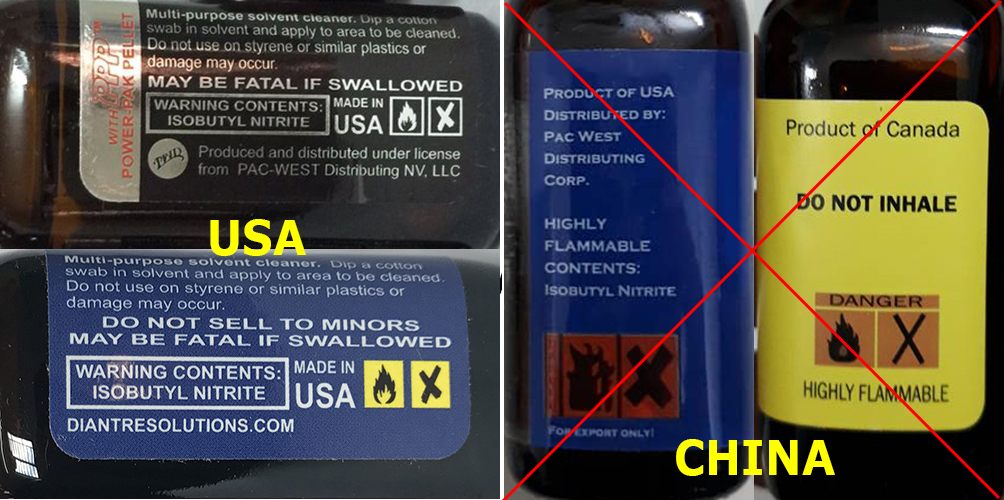 Multi-purpose solvent cleaner. Dip a cotton
swab in solvent and apply to area to be cleaned.
Do not use on styrene or similar plastics or
damage may occur.
MAY BE FATAL IF SWALLOWED
WARNING CONTENTS:
ISOBUTYL NITRITE
MADE IN
USA
PWD
Produced and distributed under license
from PAC-WEST Distributing NV, LLC
WITH PPP
POWER-PAK PELLET
USA
Multi-purpose solvent cleaner. Dip a cotton
swab in solvent and apply to area to be cleaned.
Do not use on styrene or similar plastics or
damage may occur.
DO NOT SELL TO MINORS
MAY BE FATAL IF SWALLOWED
WARNING CONTENTS:
ISOBUTYL NITRITE
MADE IN
USA
DIANTRESOLUTIONS.COM
PRODUCT OF USA
DISTRIBUTED BY:
PAC WEST
DISTRIBUTING
CORP.
HIGHLY
FLAMMABLE
CONTENTS:
ISOBUTYL NITRITE
FOR EXPORT ONLY!
Product of Canada
DO NOT INHALE
DANGER
HIGHLY FLAMMABLE
CHINA